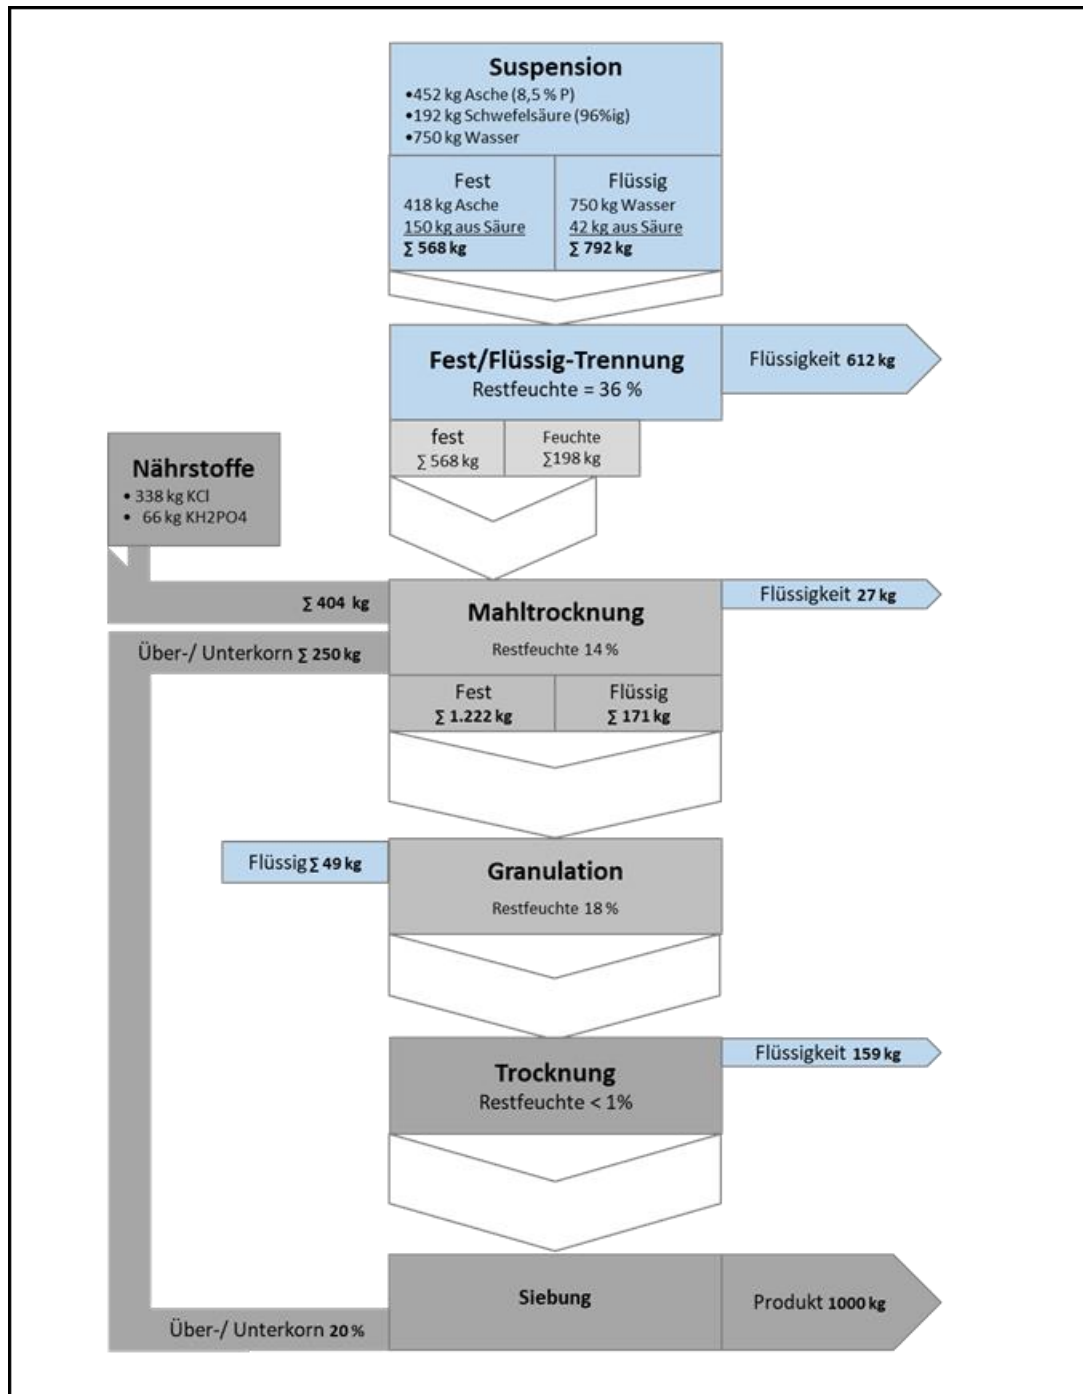 Suspension
•452 kg Asche (8,5 % P)
•192 kg Schwefelsäure (96%ig)
•750 kg Wasser
Fest
418 kg Asche
150 kg aus Säure
∑ 568 kg
Flüssig
750 kg Wasser
42 kg aus Säure
∑ 792 kg
Fest/Flüssig-Trennung
Restfeuchte = 36 %
Flüssigkeit 612 kg
fest
∑ 568 kg
Feuchte
∑198 kg
Nährstoffe
• 338 kg KCl
• 66 kg KH2PO4
∑ 404 kg
Mahltrocknung
Restfeuchte 14 %
Flüssigkeit 27 kg
Über-/ Unterkorn ∑ 250 kg
Fest
∑ 1.222 kg
Flüssig
∑ 171 kg
Flüssig ∑ 49 kg
Granulation
Restfeuchte 18 %
Trocknung
Restfeuchte < 1%
Flüssigkeit 159 kg
Siebung
Produkt 1000 kg
Über-/ Unterkorn 20 %